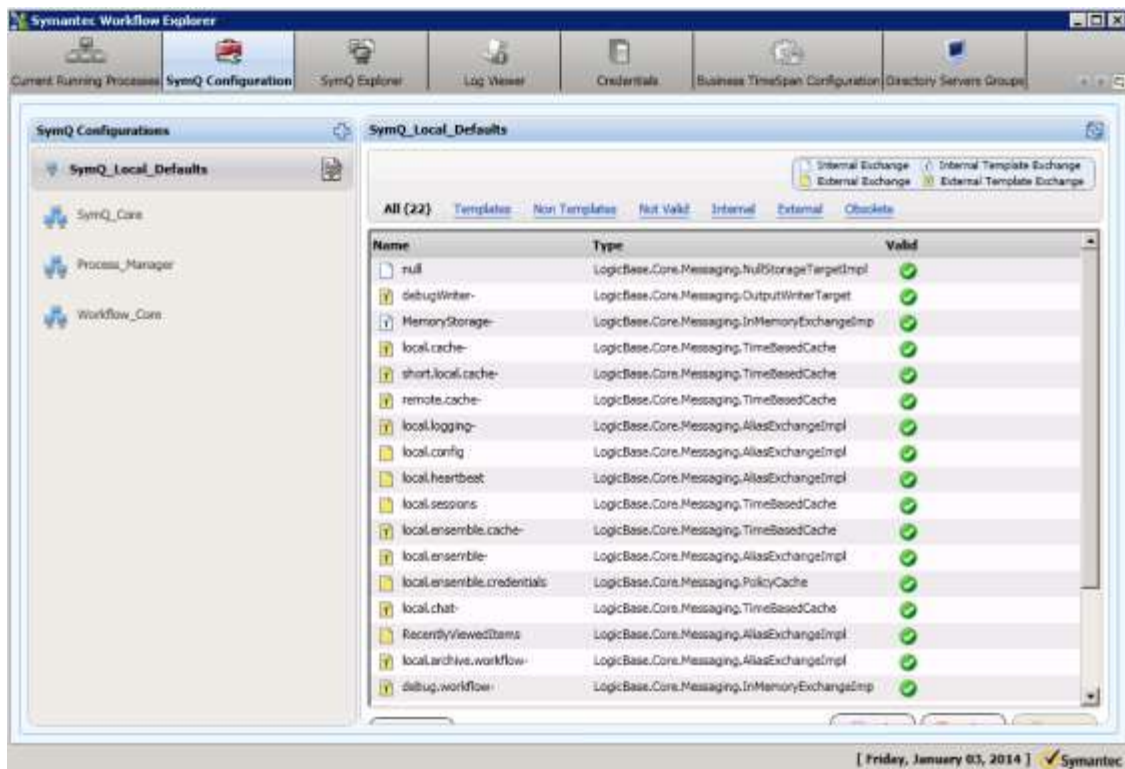 Symantec Workflow Explorer
Current Running Processes SymQ Configuration SymQ Explorer Log Viewer Credentials Business TimeSpan Configuration Directory Servers Groups
SymQ Configurations
SymQ_Local_Defaults
SymQ_Core
Process_Manager
Workflow_Core
SymQ_Local_Defaults
Internal Exchange Internal Template Exchange
External Exchange External Template Exchange
All (22) Templates Non Templates Not Valid Internal External Obsolete
Name Type Valid
null LogicBase.Core.Messaging.NullStorageTargetImpl
debugWriter- LogicBase.Core.Messaging.OutputWriterTarget
MemoryStorage- LogicBase.Core.Messaging.InMemoryExchangeImp
local.cache- LogicBase.Core.Messaging.TimeBasedCache
short.local.cache- LogicBase.Core.Messaging.TimeBasedCache
remote.cache- LogicBase.Core.Messaging.TimeBasedCache
local.logging- LogicBase.Core.Messaging.AliasExchangeImpl
local.config LogicBase.Core.Messaging.AliasExchangeImpl
local.heartbeat LogicBase.Core.Messaging.AliasExchangeImpl
local.sessions LogicBase.Core.Messaging.TimeBasedCache
local.ensemble.cache- LogicBase.Core.Messaging.TimeBasedCache
local.ensemble- LogicBase.Core.Messaging.AliasExchangeImpl
local.ensemble.credentials LogicBase.Core.Messaging.PolicyCache
local.chat- LogicBase.Core.Messaging.TimeBasedCache
RecentlyViewedItems LogicBase.Core.Messaging.AliasExchangeImpl
local.archive.workflow- LogicBase.Core.Messaging.AliasExchangeImpl
debug.workflow- LogicBase.Core.Messaging.InMemoryExchangeImp
[ Friday, January 03, 2014 ] Symantec